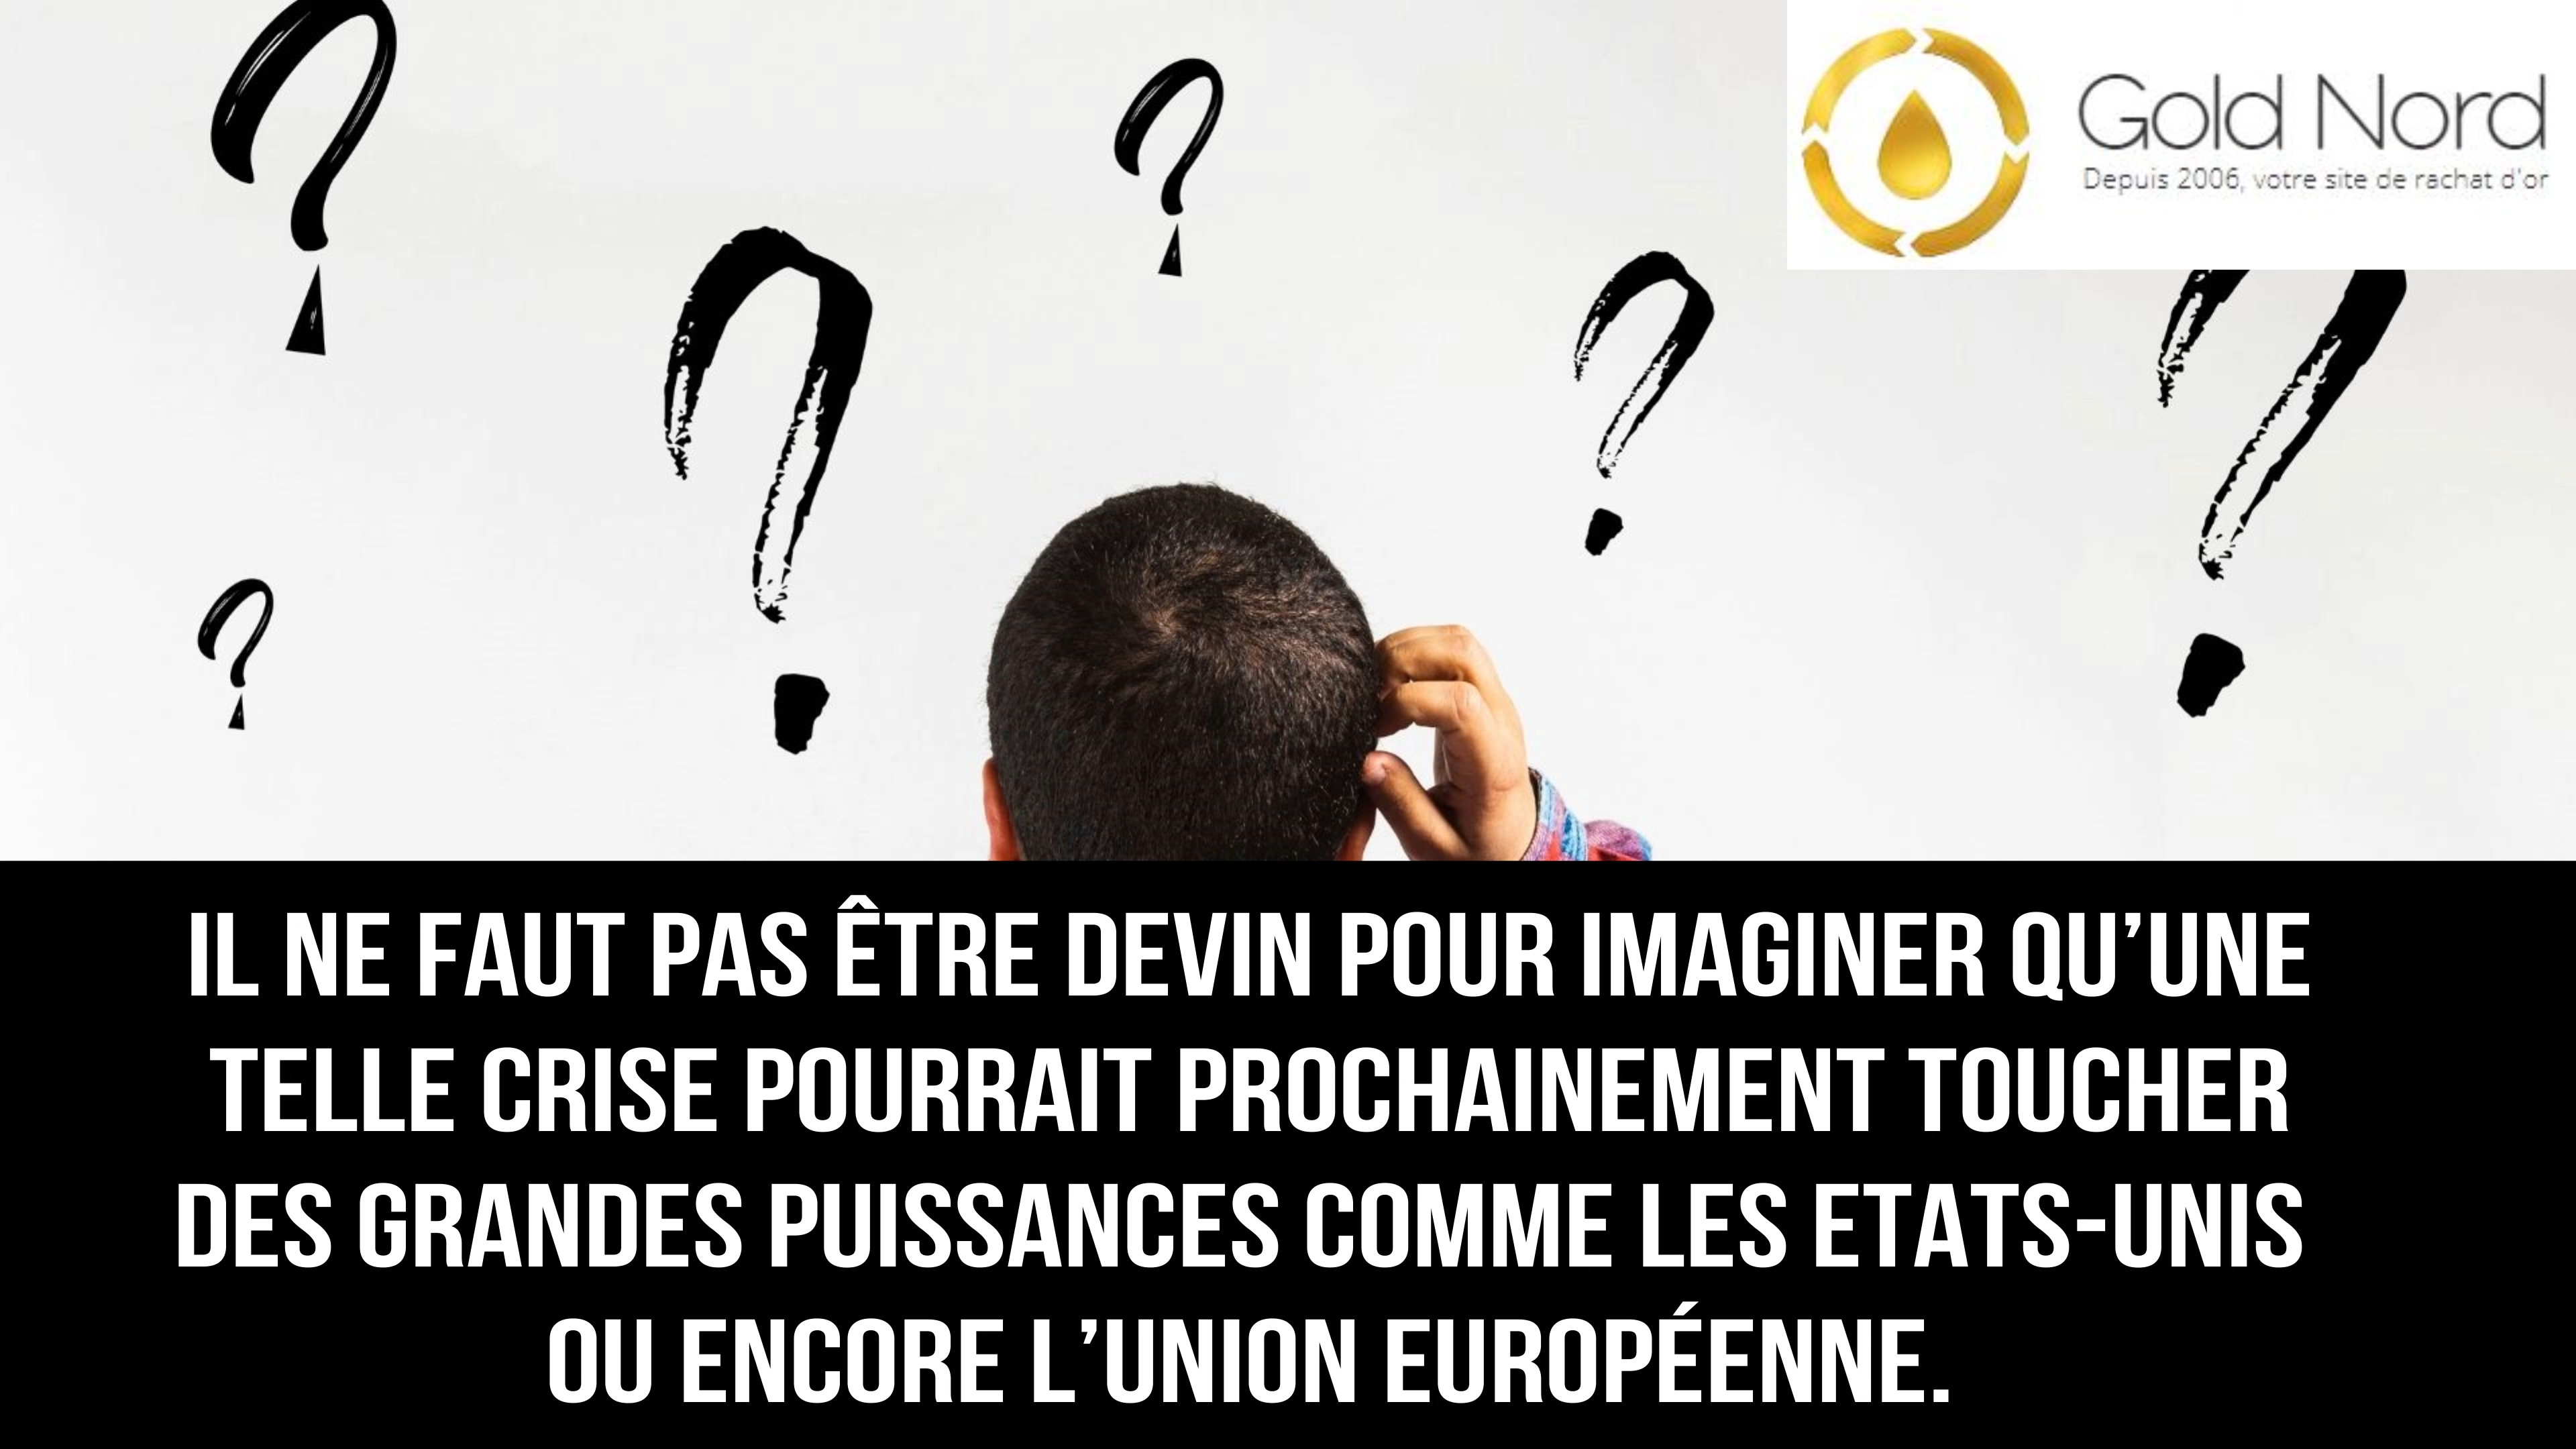 Gold Nord
Depuis 2006, votre site de rachat d'or
IL NE FAUT PAS ÊTRE DEVIN POUR IMAGINER QU’UNE
TELLE CRISE POURRAIT PROCHAINEMENT TOUCHER
DES GRANDES PUISSANCES COMME LES ETATS-UNIS
OU ENCORE L’UNION EUROPÉENNE.